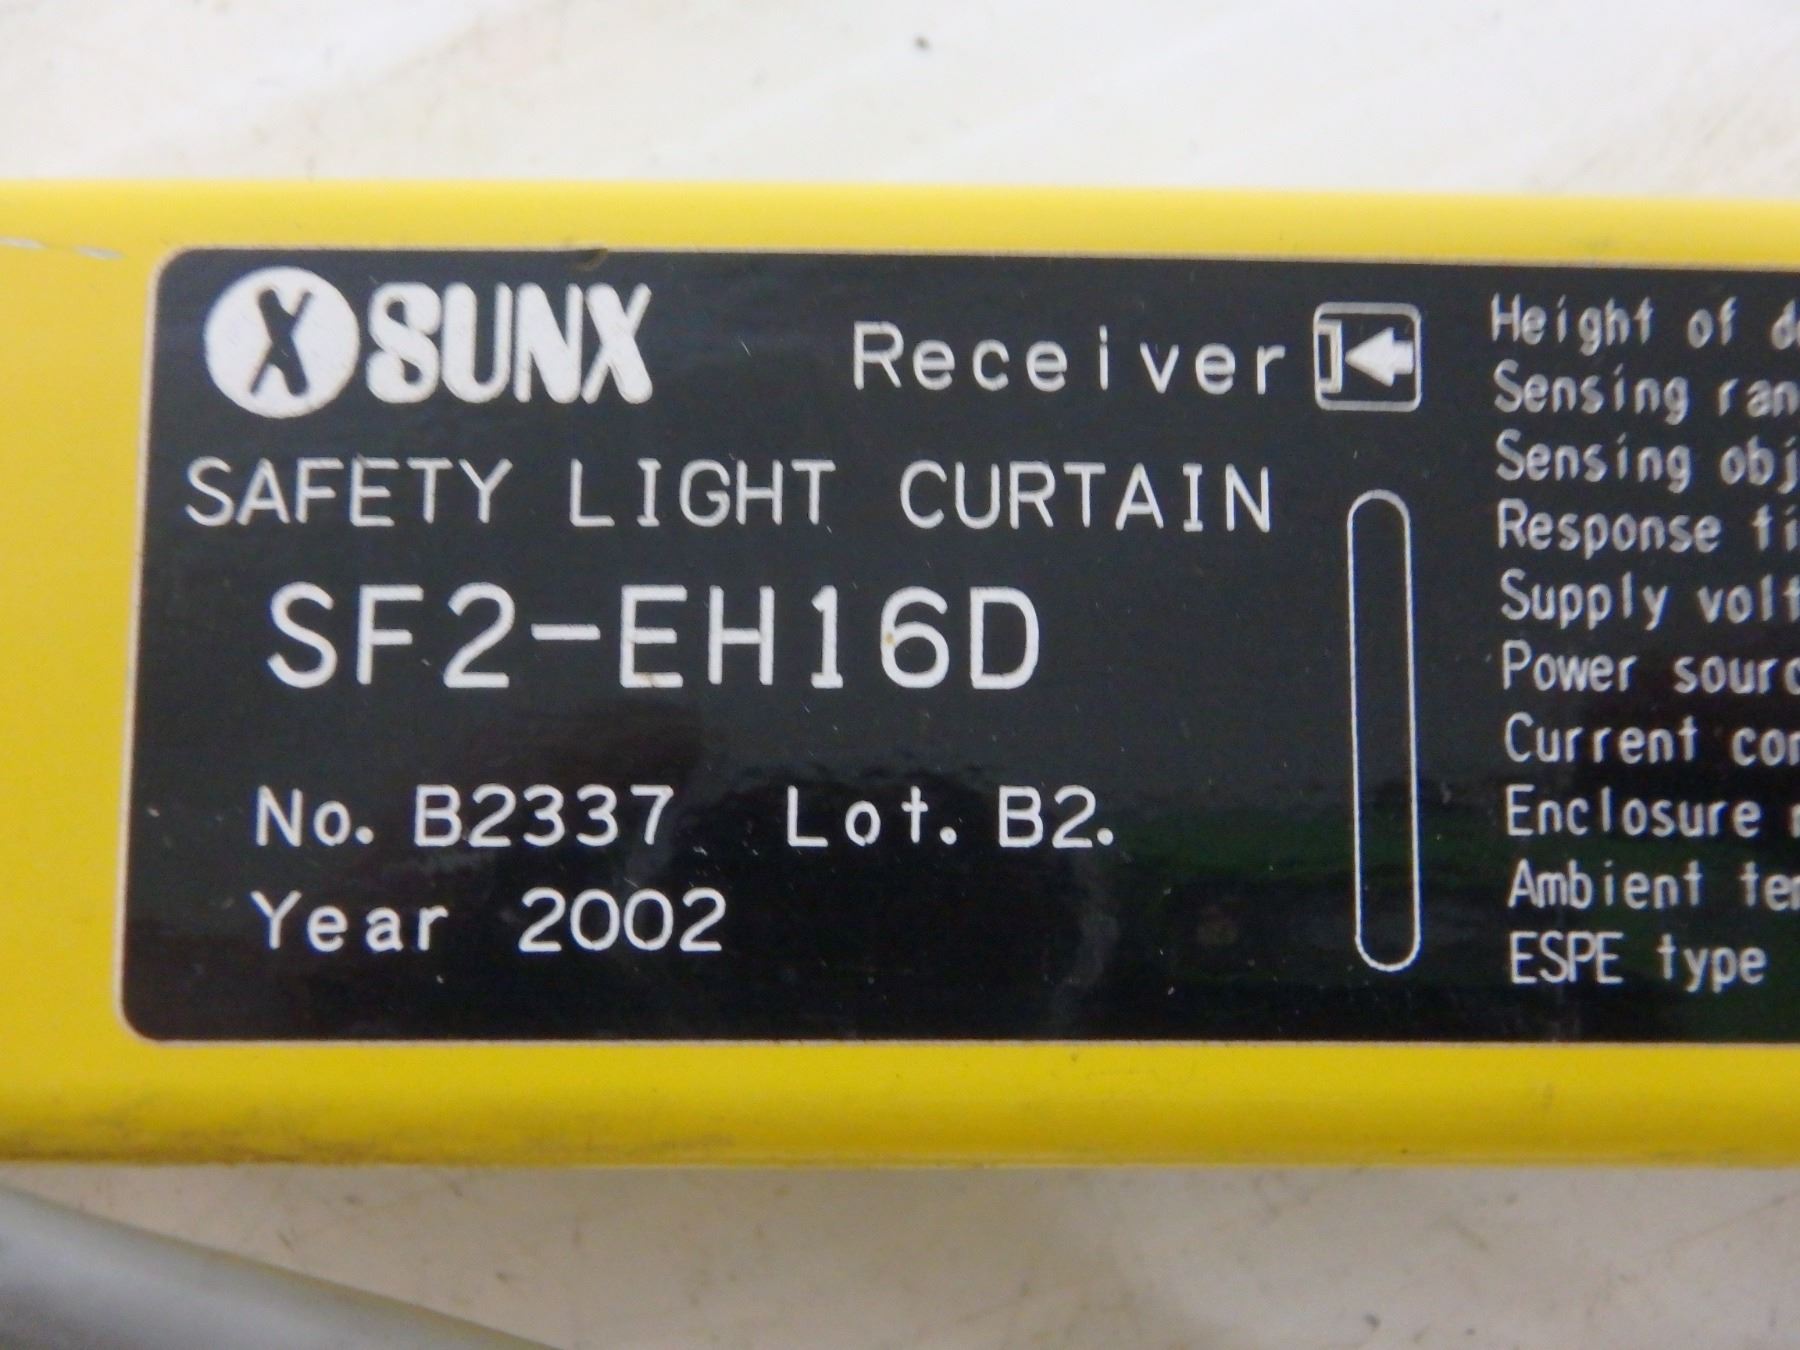 SUNX
Receiver
SAFETY LIGHT CURTAIN
SF2-EH16D
No. B2337 Lot. B2.
Year 2002
Height of
Sensing
Sensing
Response
Supply
Power
Current
Enclosure
Ambient
ESPE type